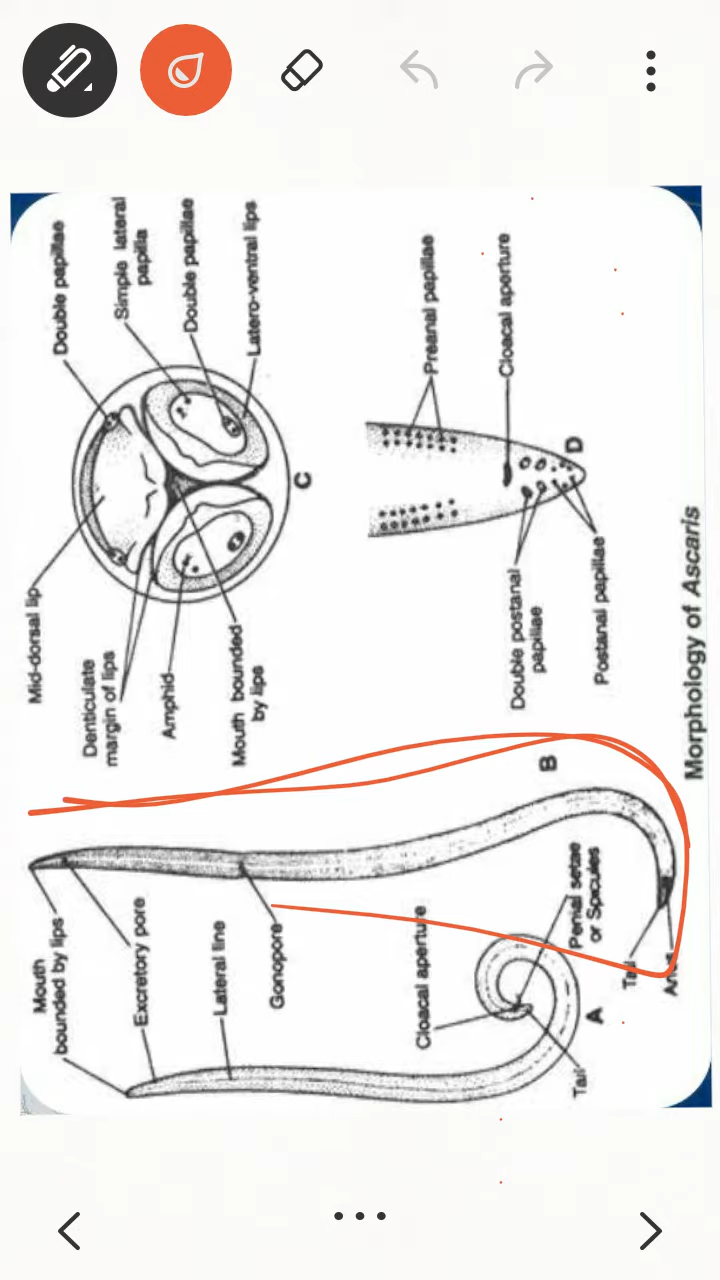 Mouth
bounded by lips
Excretory pore
Lateral line
Gonopore
Cloacal aperture
Penial setae
or Spicules
Tail
A
Tail
Anus
B
Mid-dorsal lip
Denticulate
margin of lips
Amphid
Mouth bounded
by lips
Double papillae
Simple lateral
papilla
Double papillae
Latero-ventral lips
C
Preanal papillae
Cloacal aperture
D
Double postanal
papillae
Postanal papillae
Morphology of Ascaris